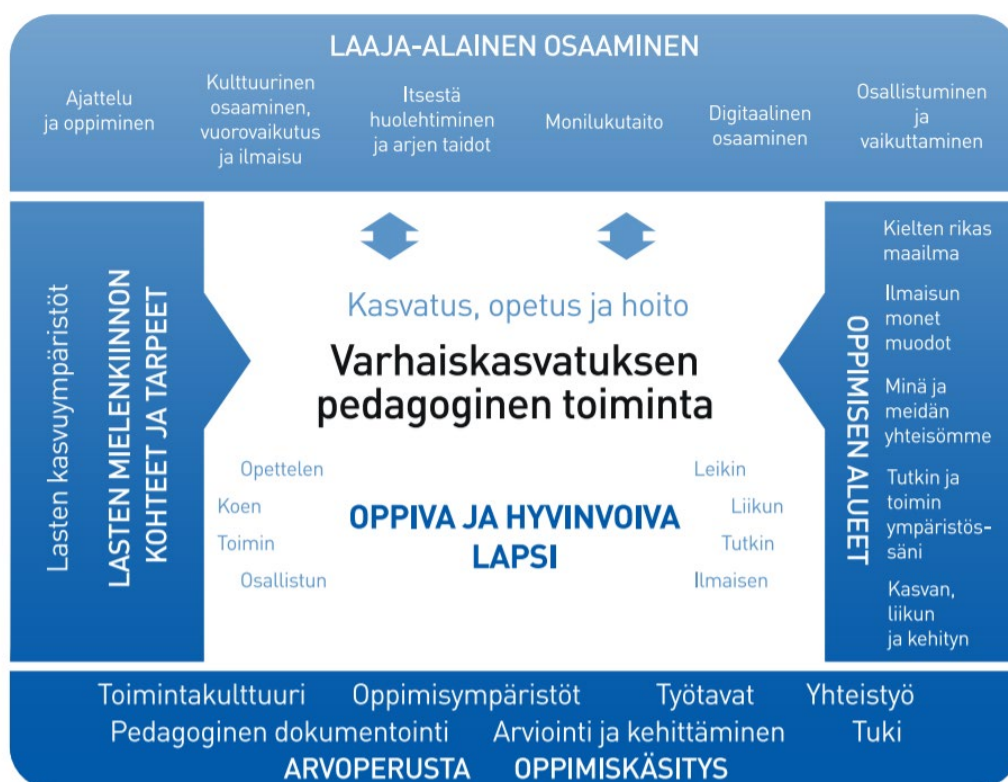 LAAJA-ALAINEN OSAAMINEN
Ajattelu
ja oppiminen
Kulttuurinen
osaaminen,
vuorovaikutus
ja ilmaisu
Itsestä
huolehtiminen
ja arjen taidot
Monilukutaito
Digitaalinen
osaaminen
Osallistuminen
ja
vaikuttaminen
Lasten kasvuympäristöt
LASTEN MIELENKIINNON
KOHTEET JA TARPEET
Kasvatus, opetus ja hoito
Varhaiskasvatuksen
pedagoginen toiminta
Opettelen
Koen
Toimin
Osallistun
OPPIVA JA HYVINVOIVA
LAPSI
Leikin
Liikun
Tutkin
Ilmaisen
OPPIMISEN ALUEET
Kielten rikas
maailma
Ilmaisun
monet
muodot
Minä ja
meidän
yhteisömme
Tutkin ja
toimin
ympäristös-
säni
Kasvan,
liikun
ja kehityn
Toimintakulttuuri Oppimisympäristöt Työtavat Yhteistyö
Pedagoginen dokumentointi Arviointi ja kehittäminen Tuki
ARVOPERUSTA OPPIMISKÄSITYS